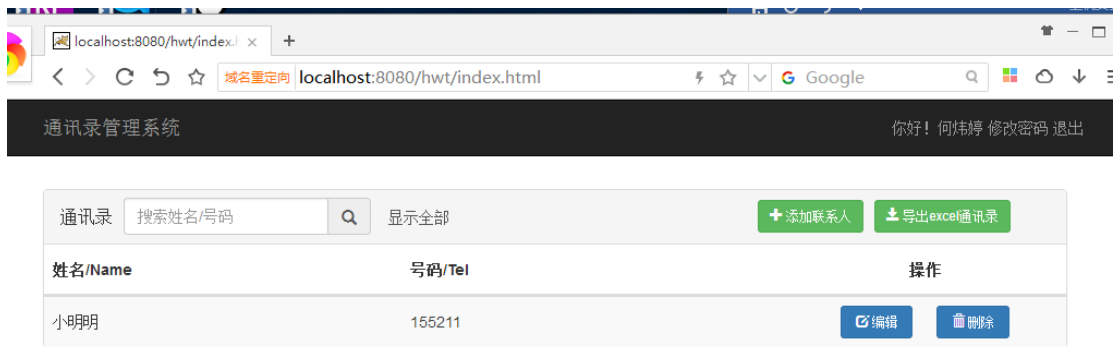 localhost:8080/hwt/index.l
域名重定向 localhost:8080/hwt/index.html G Google
通讯录管理系统 你好！何炜婷 修改密码 退出
通讯录 搜索姓名/号码 显示全部 添加联系人 导出excel通讯录
姓名/Name 号码/Tel 操作
小明明 155211 编辑 删除